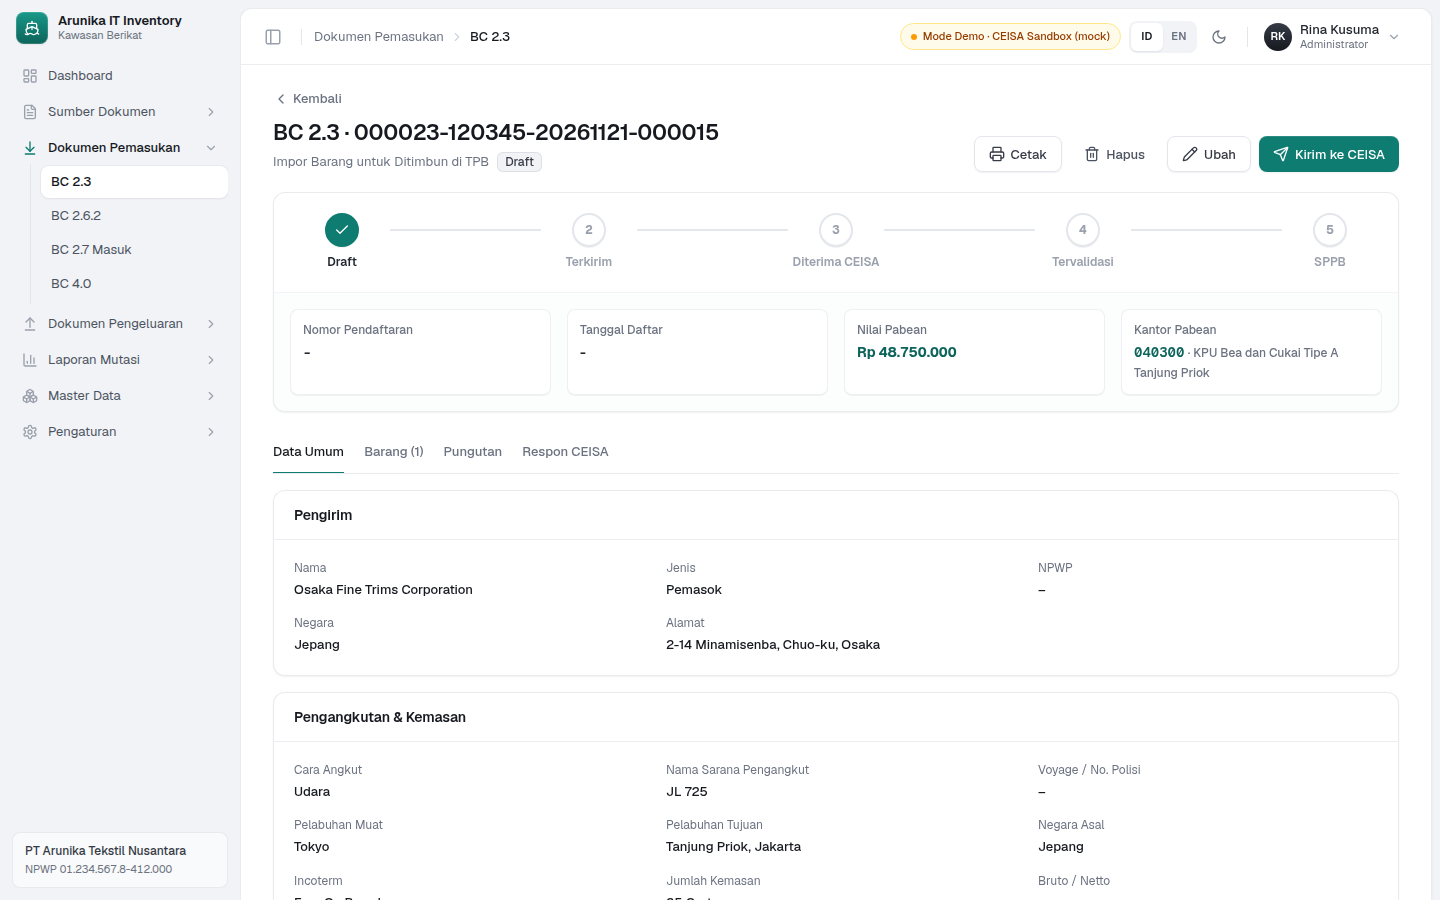 Arunika IT Inventory
Kawasan Berikat
Dashboard
Sumber Dokumen
Dokumen Pemasukan
BC 2.3
BC 2.6.2
BC 2.7 Masuk
BC 4.0
Dokumen Pengeluaran
Laporan Mutasi
Master Data
Pengaturan
PT Arunika Tekstil Nusantara
NPWP 01.234.567.8-412.000
Dokumen Pemasukan
BC 2.3
Mode Demo · CEISA Sandbox (mock)
ID
EN
RK
Rina Kusuma
Administrator
Kembali
BC 2.3 · 000023-120345-20261121-000015
Impor Barang untuk Ditimbun di TPB
Draft
Cetak
Hapus
Ubah
Kirim ke CEISA
Draft
2
Terkirim
3
Diterima CEISA
4
Tervalidasi
5
SPPB
Nomor Pendaftaran
-
Tanggal Daftar
-
Nilai Pabean
Rp 48.750.000
Kantor Pabean
040300 · KPU Bea dan Cukai Tipe A
Tanjung Priok
Data Umum
Barang (1)
Pungutan
Respon CEISA
Pengirim
Nama
Osaka Fine Trims Corporation
Jenis
Pemasok
NPWP
–
Negara
Jepang
Alamat
2-14 Minamisenba, Chuo-ku, Osaka
Pengangkutan & Kemasan
Cara Angkut
Udara
Nama Sarana Pengangkut
JL 725
Voyage / No. Polisi
–
Pelabuhan Muat
Tokyo
Pelabuhan Tujuan
Tanjung Priok, Jakarta
Negara Asal
Jepang
Incoterm
Jumlah Kemasan
Bruto / Netto